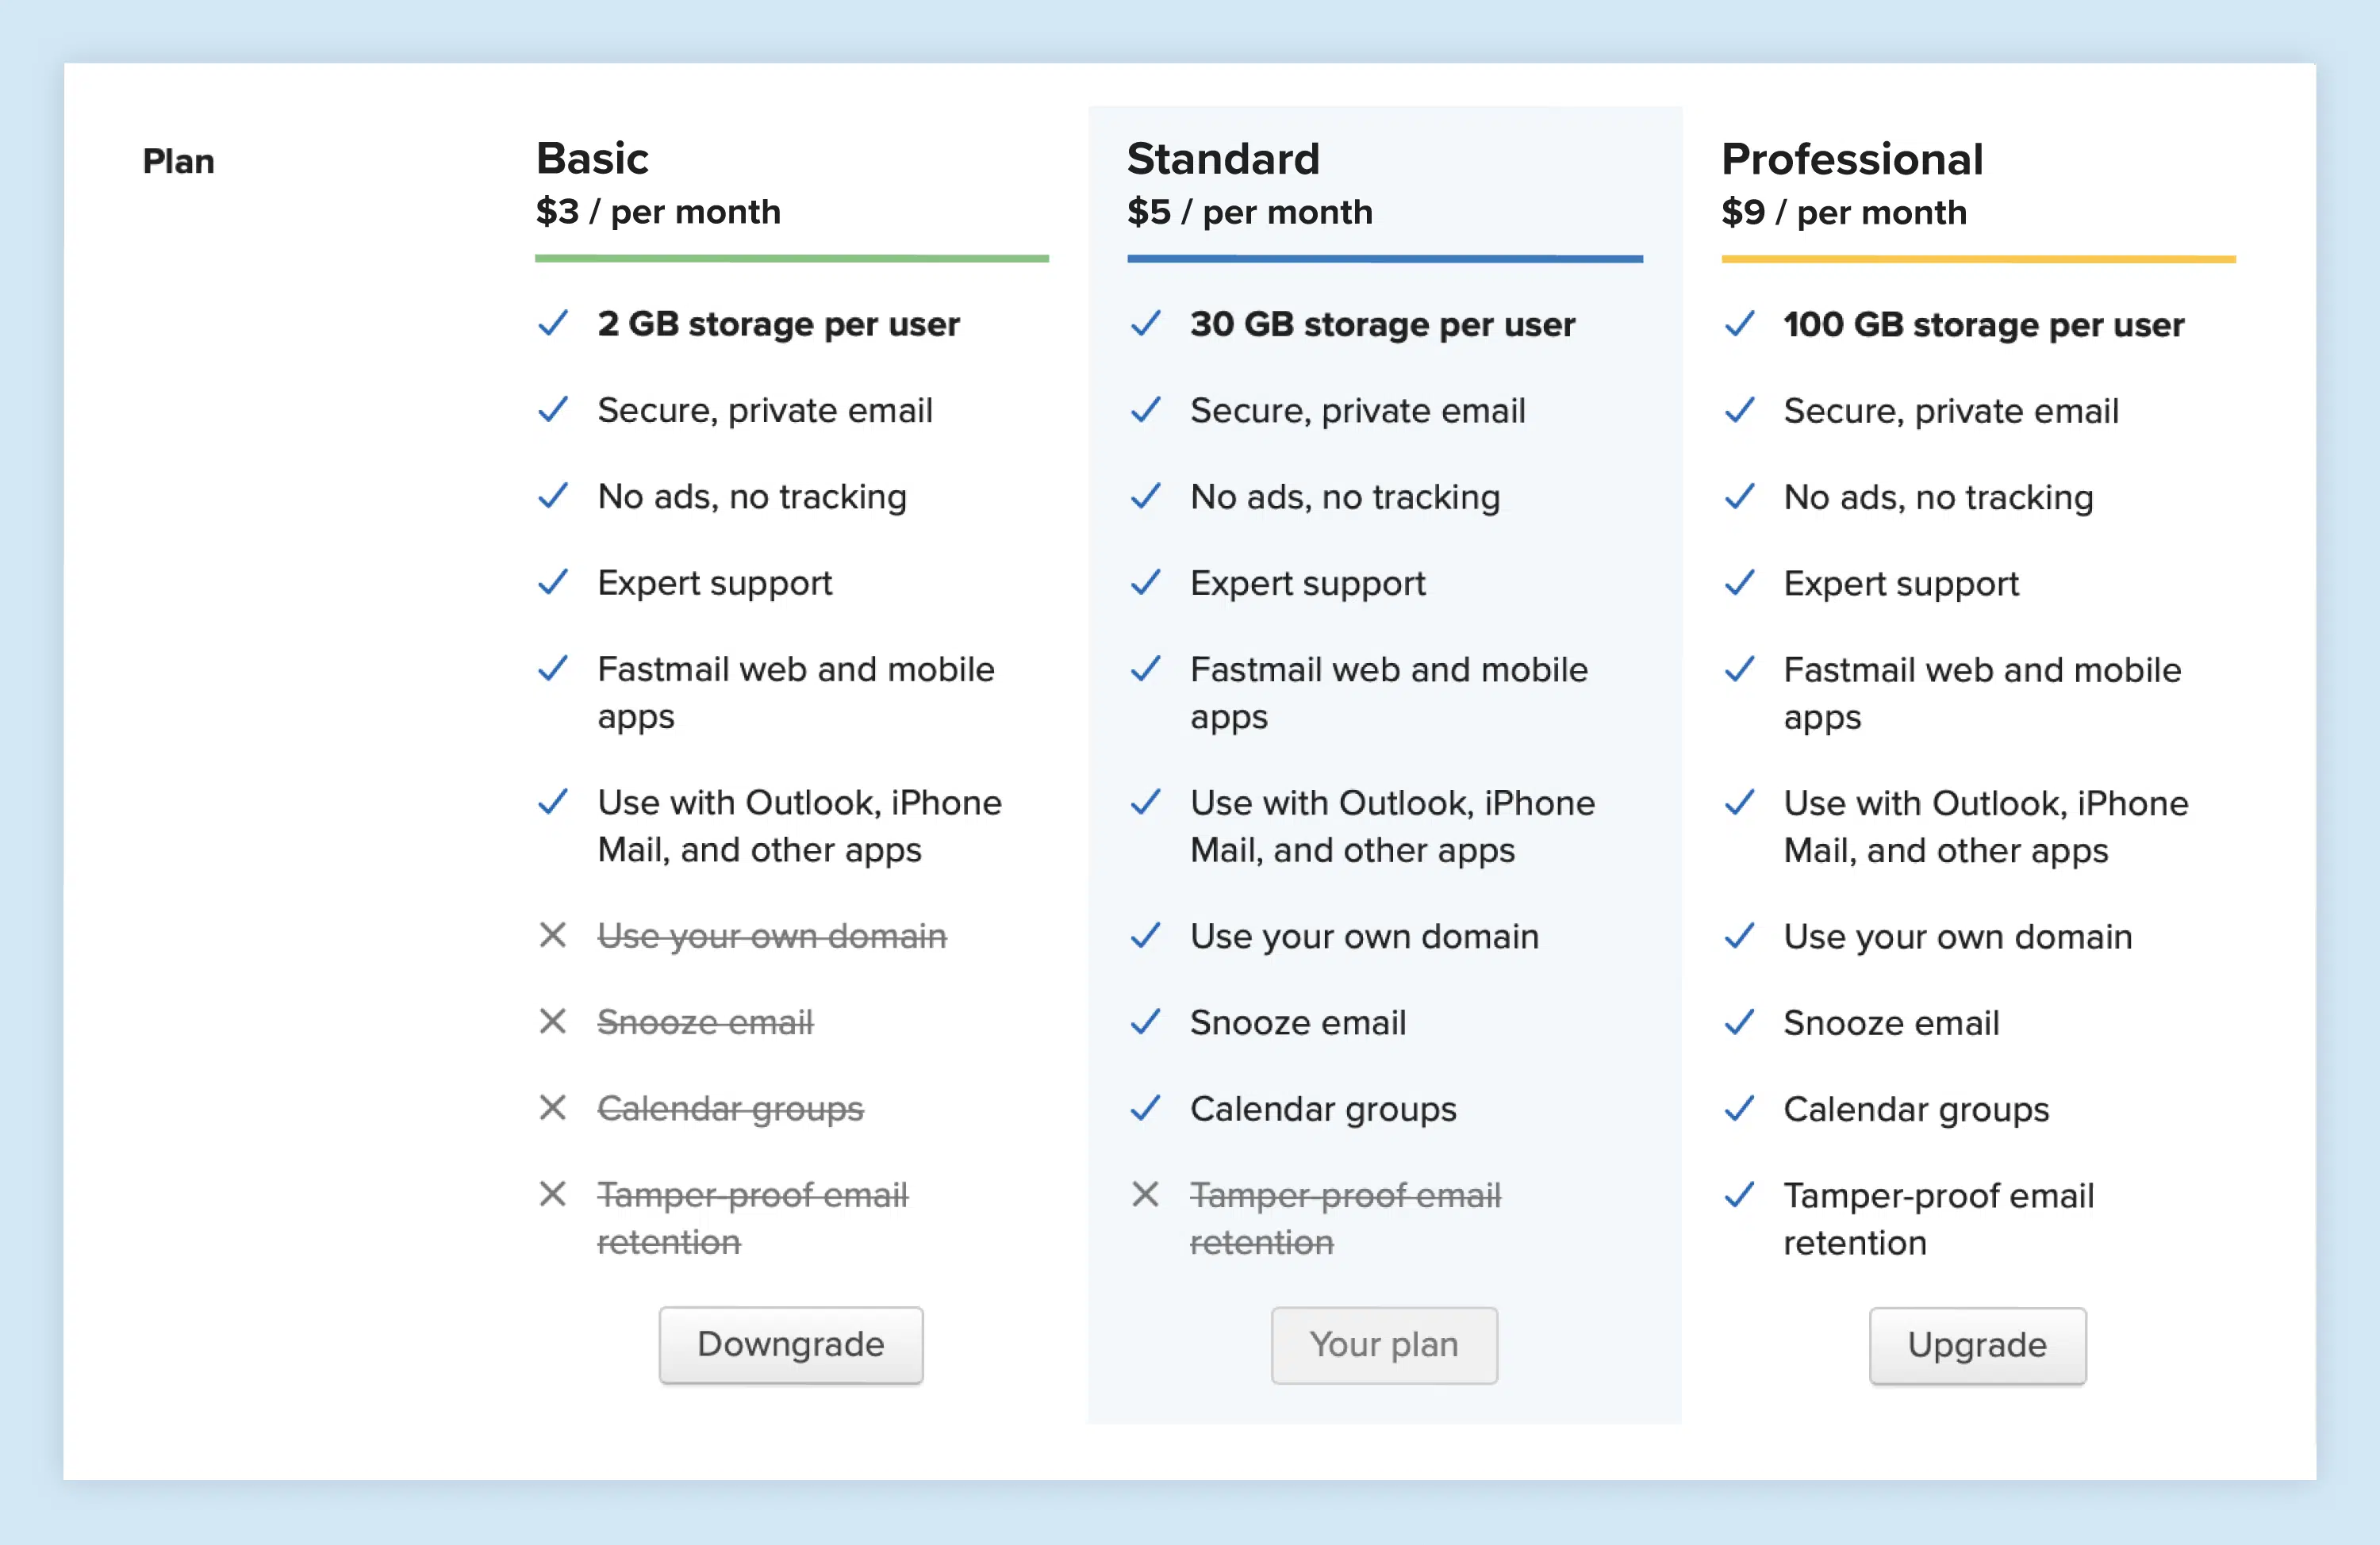 Plan
Basic
$3 / per month
2 GB storage per user
Secure, private email
No ads, no tracking
Expert support
Fastmail web and mobile
apps
Use with Outlook, iPhone
Mail, and other apps
Use your own domain
Snooze email
Calendar groups
Tamper-proof email
retention
Downgrade
Standard
$5 / per month
30 GB storage per user
Secure, private email
No ads, no tracking
Expert support
Fastmail web and mobile
apps
Use with Outlook, iPhone
Mail, and other apps
Use your own domain
Snooze email
Calendar groups
Tamper-proof email
retention
Your plan
Professional
$9 / per month
100 GB storage per user
Secure, private email
No ads, no tracking
Expert support
Fastmail web and mobile
apps
Use with Outlook, iPhone
Mail, and other apps
Use your own domain
Snooze email
Calendar groups
Tamper-proof email
retention
Upgrade